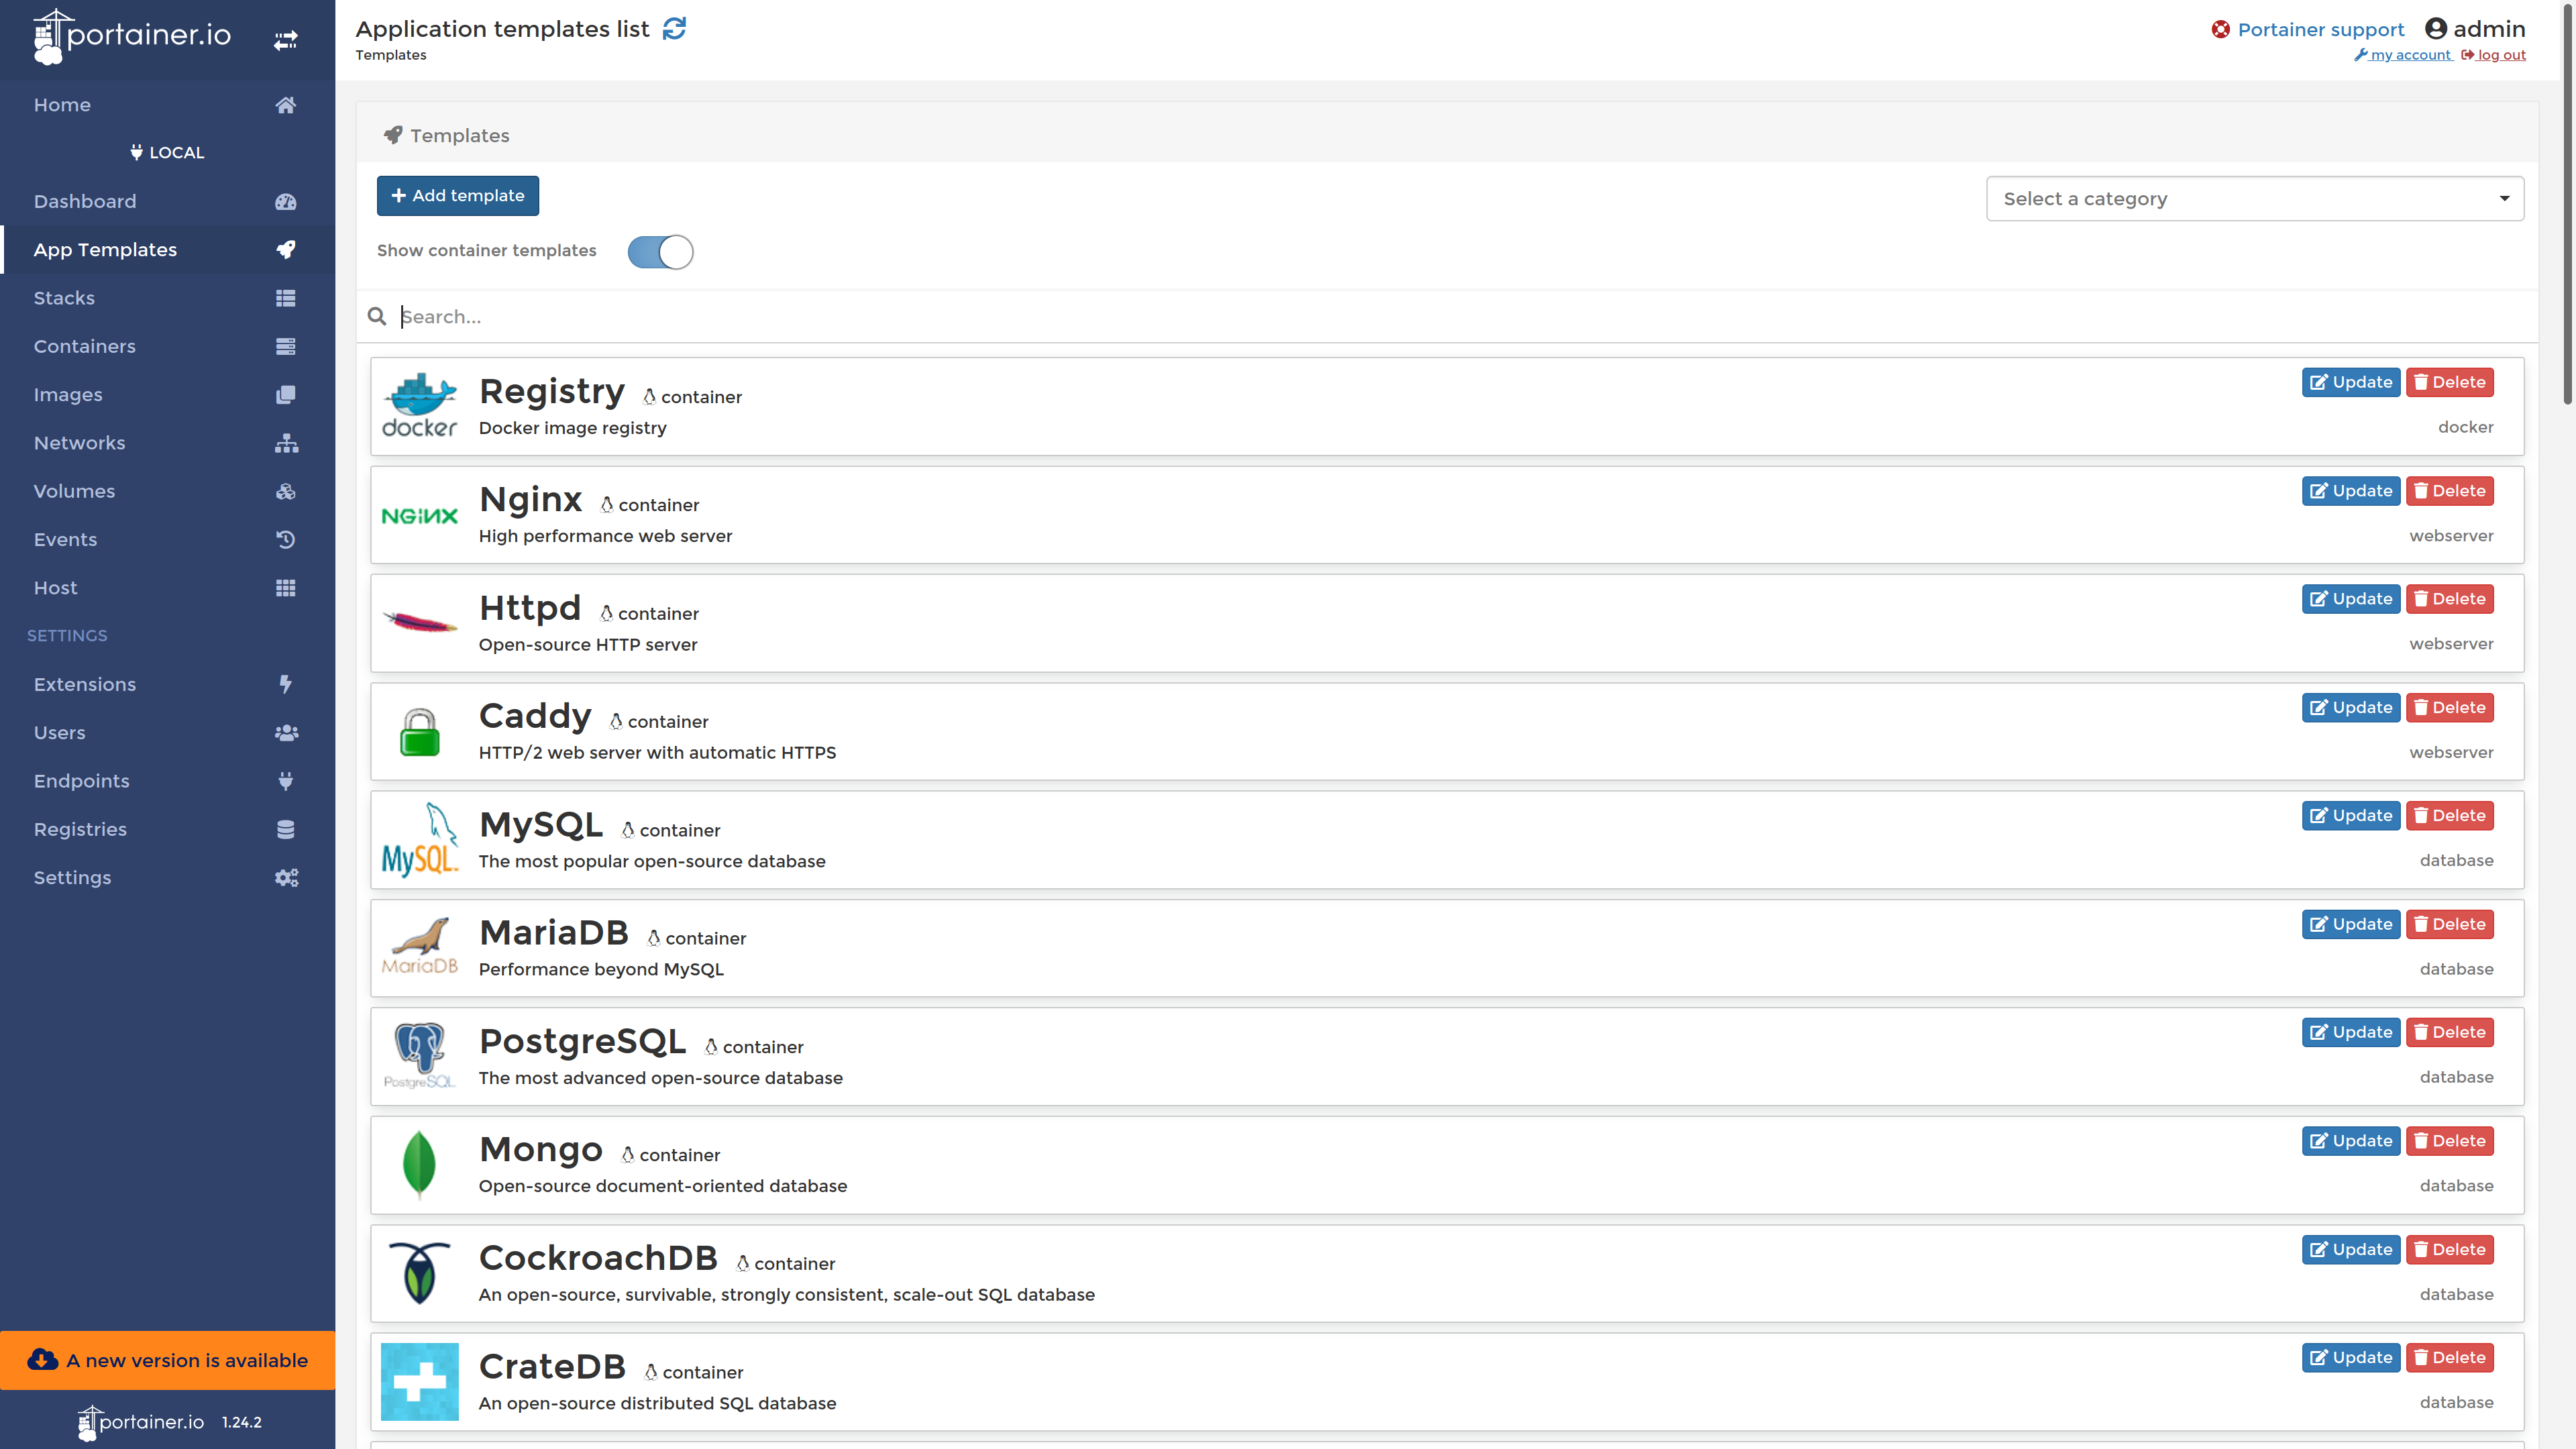 portainer.io
Home
LOCAL
Dashboard
App Templates
Stacks
Containers
Images
Networks
Volumes
Events
Host
SETTINGS
Extensions
Users
Endpoints
Registries
Settings
A new version is available
portainer.io 1.24.2
Application templates list
Templates
Portainer support admin
my account log out
Templates
Add template
Select a category
Show container templates
Search...
docker
Registry container
Docker image registry
Update Delete
docker
NGINX
Nginx container
High performance web server
Update Delete
webserver
Httpd container
Open-source HTTP server
Update Delete
webserver
Caddy container
HTTP/2 web server with automatic HTTPS
Update Delete
webserver
MySQL
MySQL container
The most popular open-source database
Update Delete
database
MariaDB
MariaDB container
Performance beyond MySQL
Update Delete
database
PostgreSQL
PostgreSQL container
The most advanced open-source database
Update Delete
database
Mongo container
Open-source document-oriented database
Update Delete
database
CockroachDB container
An open-source, survivable, strongly consistent, scale-out SQL database
Update Delete
database
CrateDB container
An open-source distributed SQL database
Update Delete
database